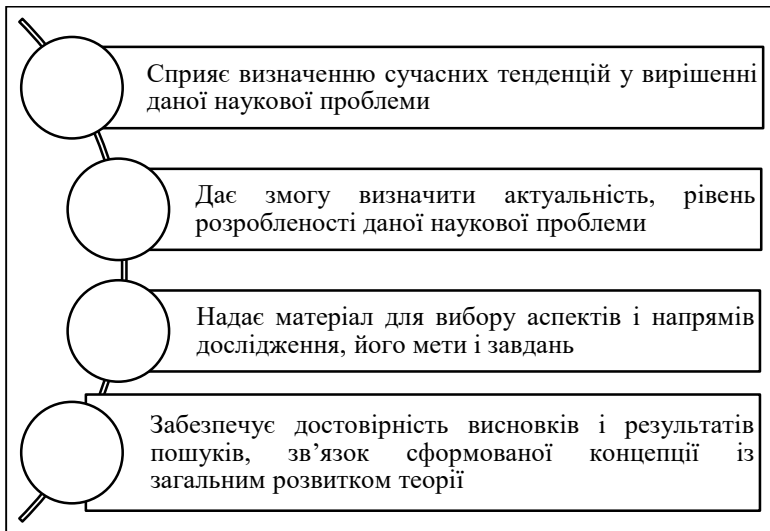 Сприяє визначенню сучасних тенденцій у вирішенні
даної наукової проблеми
Дає змогу визначити актуальність, рівень
розробленості даної наукової проблеми
Надає матеріал для вибору аспектів і напрямів
дослідження, його мети і завдань
Забезпечує достовірність висновків і результатів
пошуків, зв’язок сформованої концепції із
загальним розвитком теорії